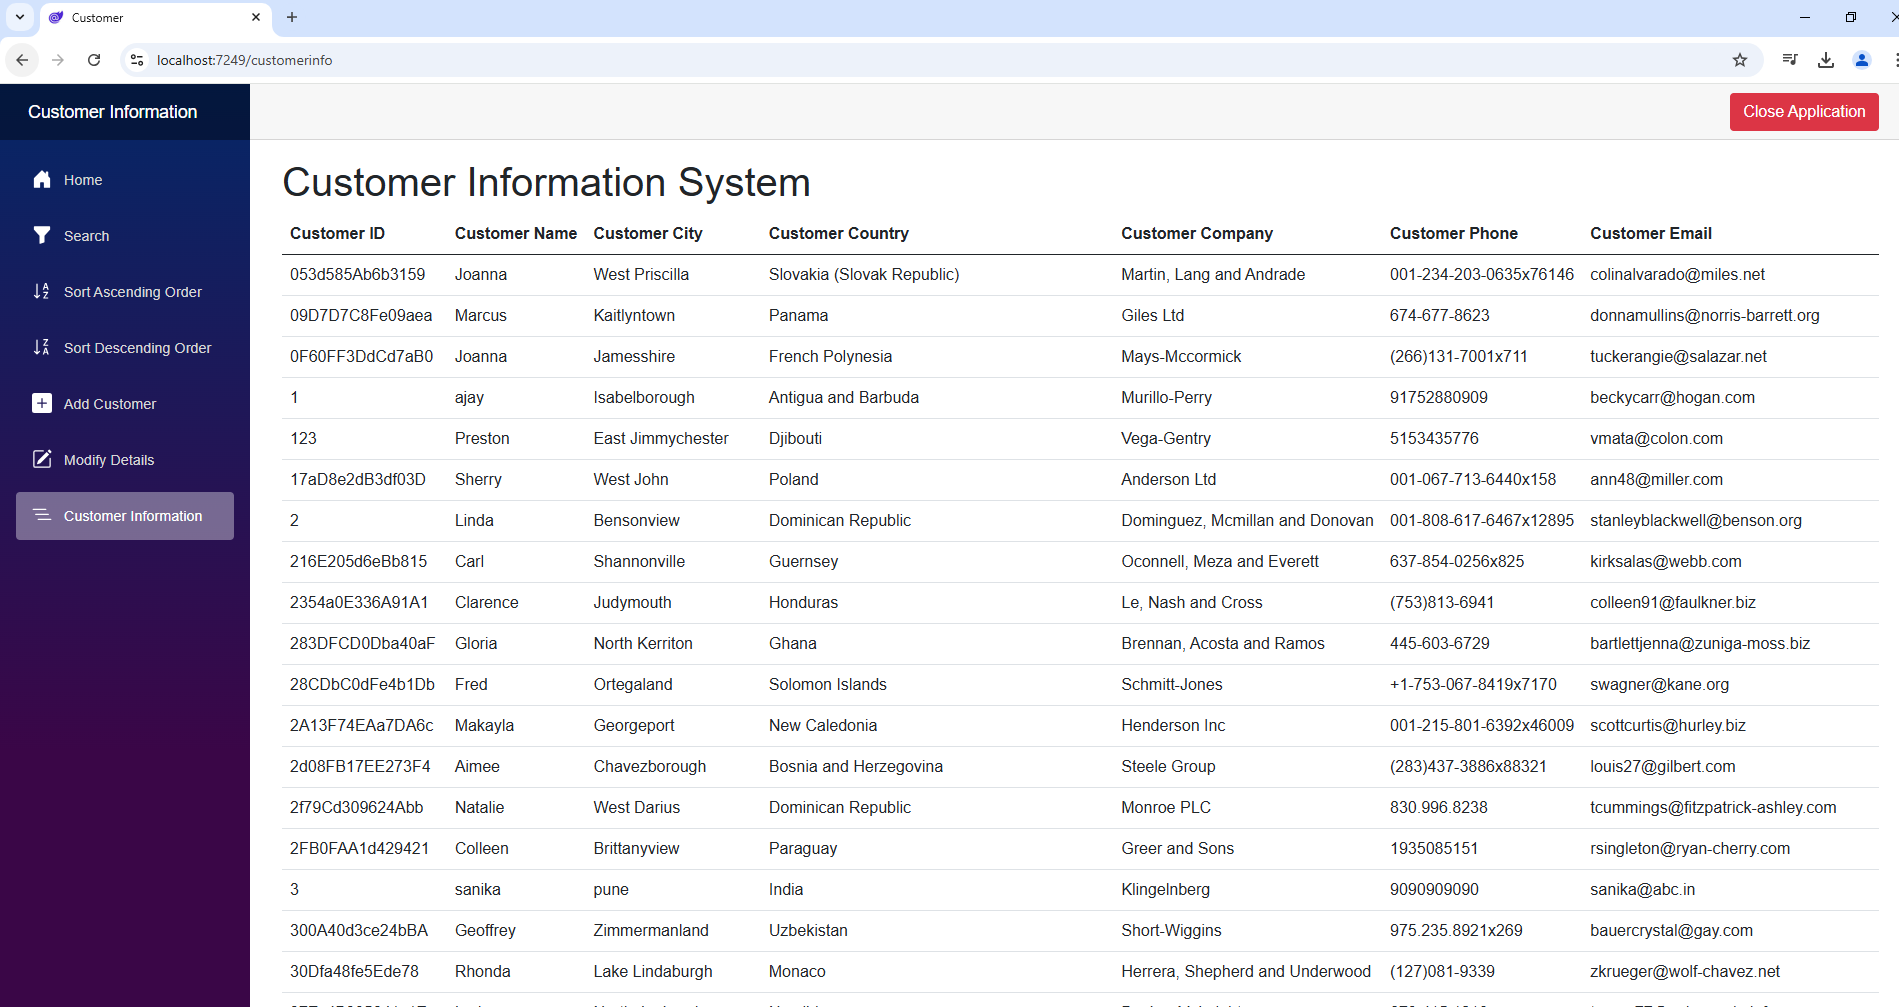 Customer
localhost:7249/customerinfo
Customer Information
Close Application
Home
Search
Sort Ascending Order
Sort Descending Order
Add Customer
Modify Details
Customer Information
Customer Information System
Customer ID Customer Name Customer City Customer Country Customer Company Customer Phone Customer Email
053d585Ab6b3159 Joanna West Priscilla Slovakia (Slovak Republic) Martin, Lang and Andrade 001-234-203-0635x76146 colinalvarado@miles.net
09D7D7C8Fe09aea Marcus Kaitlyntown Panama Giles Ltd 674-677-8623 donnamullins@norris-barrett.org
0F60FF3DdCd7aB0 Joanna Jamesshire French Polynesia Mays-Mccormick (266)131-7001x711 tuckerangie@salazar.net
1 ajay Isabelborough Antigua and Barbuda Murillo-Perry 91752880909 beckycarr@hogan.com
123 Preston East Jimmychester Djibouti Vega-Gentry 5153435776 vmata@colon.com
17aD8e2dB3df03D Sherry West John Poland Anderson Ltd 001-067-713-6440x158 ann48@miller.com
2 Linda Bensonview Dominican Republic Dominguez, Mcmillan and Donovan 001-808-617-6467x12895 stanleyblackwell@benson.org
216E205d6eBb815 Carl Shannonville Guernsey Oconnell, Meza and Everett 637-854-0256x825 kirksalas@webb.com
2354a0E336A91A1 Clarence Judymouth Honduras Le, Nash and Cross (753)813-6941 colleen91@faulkner.biz
283DFCD0Dba40aF Gloria North Kerriton Ghana Brennan, Acosta and Ramos 445-603-6729 bartlettjenna@zuniga-moss.biz
28CDbC0dFe4b1Db Fred Ortegaland Solomon Islands Schmitt-Jones +1-753-067-8419x7170 swagner@kane.org
2A13F74EAa7DA6c Makayla Georgeport New Caledonia Henderson Inc 001-215-801-6392x46009 scottcurtis@hurley.biz
2d08FB17EE273F4 Aimee Chavezborough Bosnia and Herzegovina Steele Group (283)437-3886x88321 louis27@gilbert.com
2f79Cd309624Abb Natalie West Darius Dominican Republic Monroe PLC 830.996.8238 tcummings@fitzpatrick-ashley.com
2FB0FAA1d429421 Colleen Brittanyview Paraguay Greer and Sons 1935085151 rsingleton@ryan-cherry.com
3 sanika pune India Klingelnberg 9090909090 sanika@abc.in
300A40d3ce24bBA Geoffrey Zimmermanland Uzbekistan Short-Wiggins 975.235.8921x269 bauercrystal@gay.com
30Dfa48fe5Ede78 Rhonda Lake Lindaburgh Monaco Herrera, Shepherd and Underwood (127)081-9339 zkrueger@wolf-chavez.net